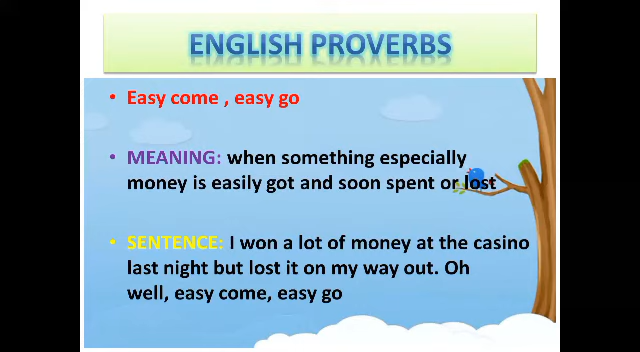 ENGLISH PROVERBS
• Easy come , easy go
• MEANING: when something especially
money is easily got and soon spent or lost
• SENTENCE: I won a lot of money at the casino
last night but lost it on my way out. Oh
well, easy come, easy go